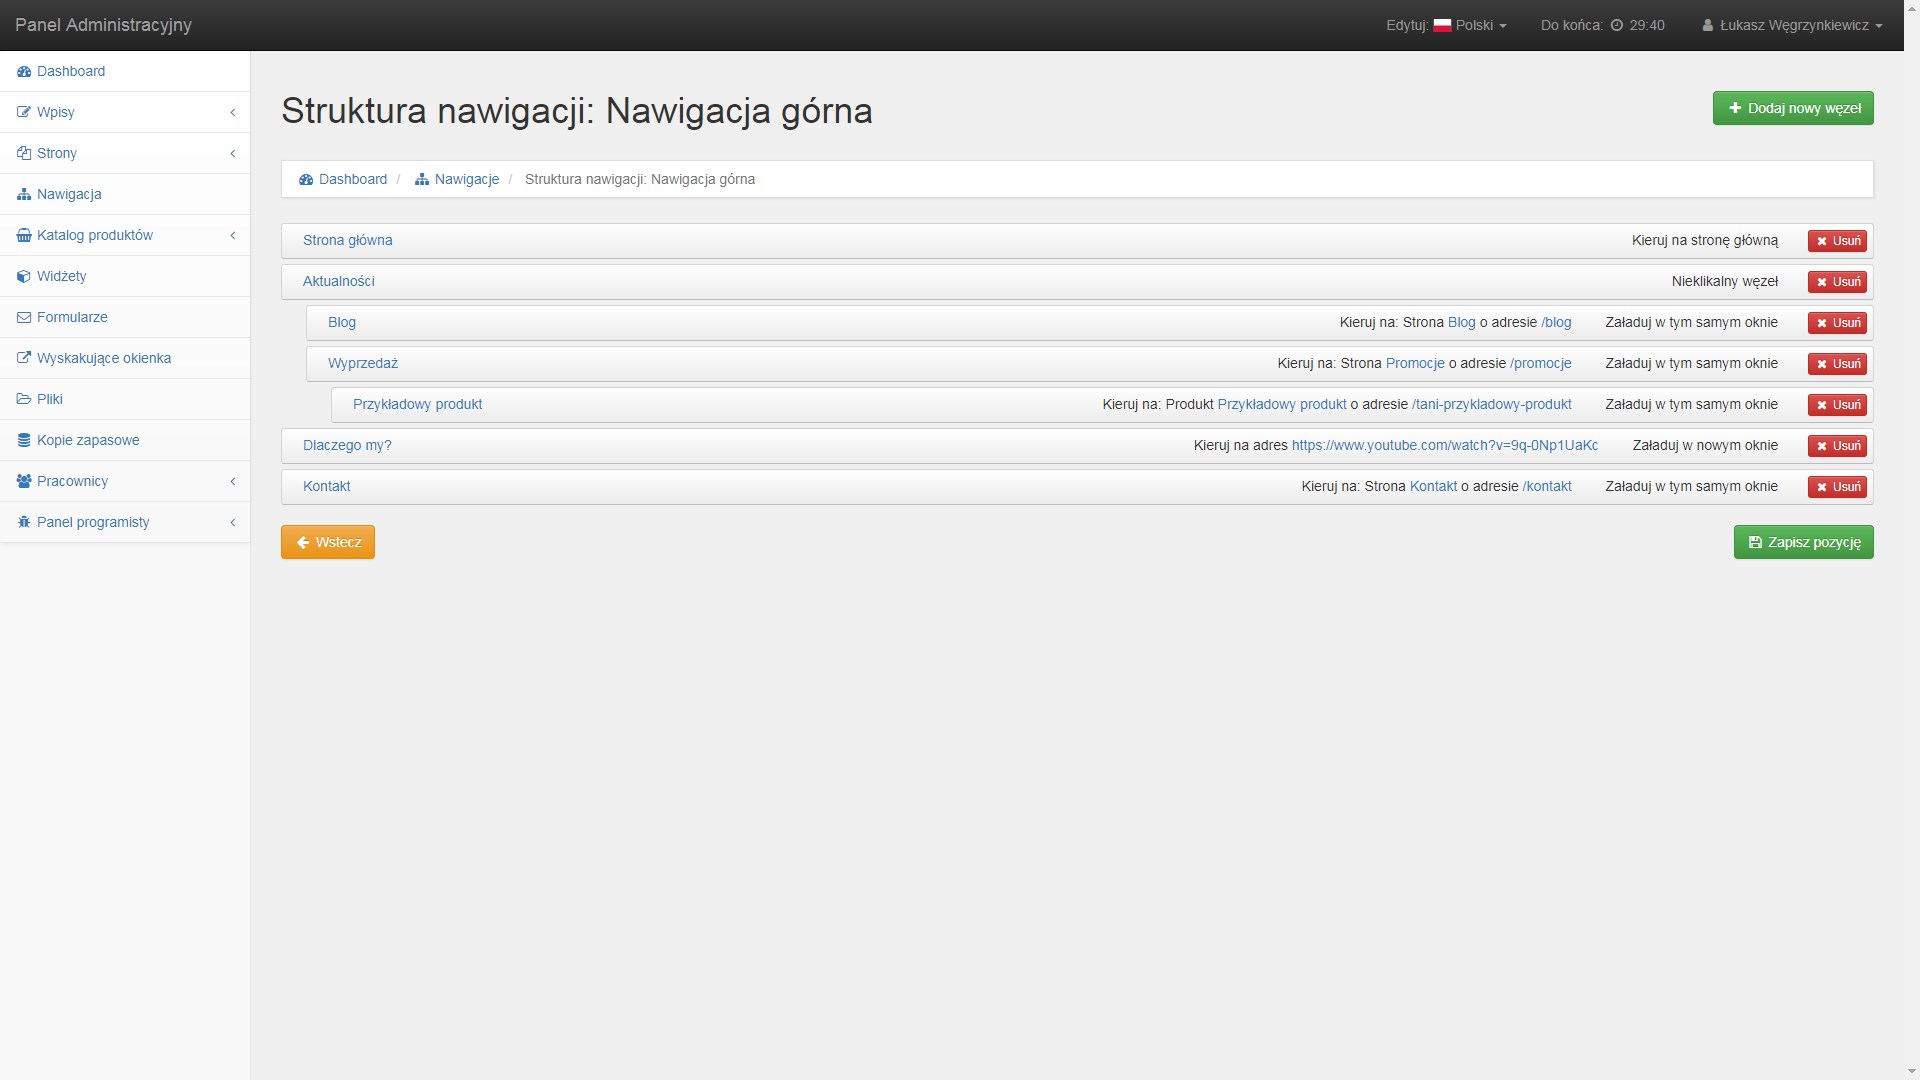 Panel Administracyjny
Edytuj: Polski
Do końca: 29:40
Łukasz Węgrzynkiewicz
Dashboard
Wpisy
Strony
Nawigacja
Katalog produktów
Widżety
Formularze
Wyskakujące okienka
Pliki
Kopie zapasowe
Pracownicy
Panel programisty
Struktura nawigacji: Nawigacja górna
Dodaj nowy węzeł
Dashboard / Nawigacje / Struktura nawigacji: Nawigacja górna
Strona główna Kieruj na stronę główną Usuń
Aktualności Nieklikalny węzeł Usuń
Blog Kieruj na: Strona Blog o adresie /blog Załaduj w tym samym oknie Usuń
Wyprzedaż Kieruj na: Strona Promocje o adresie /promocje Załaduj w tym samym oknie Usuń
Przykładowy produkt Kieruj na: Produkt Przykładowy produkt o adresie /tani-przykladowy-produkt Załaduj w tym samym oknie Usuń
Dlaczego my? Kieruj na adres https://www.youtube.com/watch?v=9q-0Np1UaKc Załaduj w nowym oknie Usuń
Kontakt Kieruj na: Strona Kontakt o adresie /kontakt Załaduj w tym samym oknie Usuń
Wstecz
Zapisz pozycję